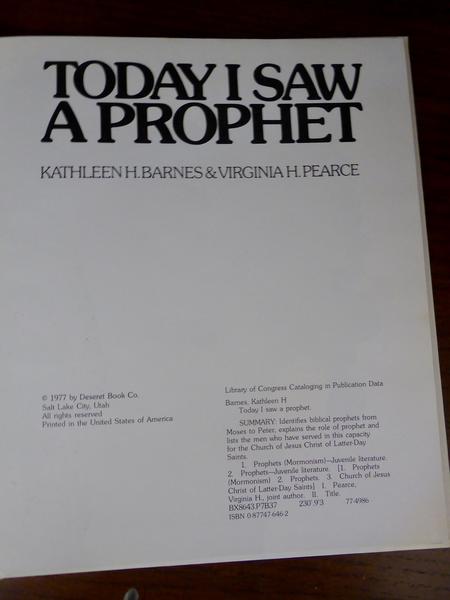 TODAY I SAW
A PROPHET
KATHLEEN H. BARNES & VIRGINIA H. PEARCE
© 1977 by Deseret Book Co.
Salt Lake City, Utah
All rights reserved
Printed in the United States of America
Library of Congress Cataloging in Publication Data
Barnes, Kathleen H
Today I saw a prophet.
SUMMARY: Identifies biblical prophets from
Moses to Peter, explains the role of prophet and
lists the men who have served in this capacity
for the Church of Jesus Christ of Latter-Day
Saints.
1. Prophets (Mormonism)—Juvenile literature.
2. Prophets—Juvenile literature. [1. Prophets
(Mormonism) 2. Prophets. 3. Church of Jesus
Christ of Latter-Day Saints] I. Pearce,
Virginia H., joint author. II. Title.
BX8643.P7B37 230'.9'3 77-4986
ISBN 0-87747-646-2